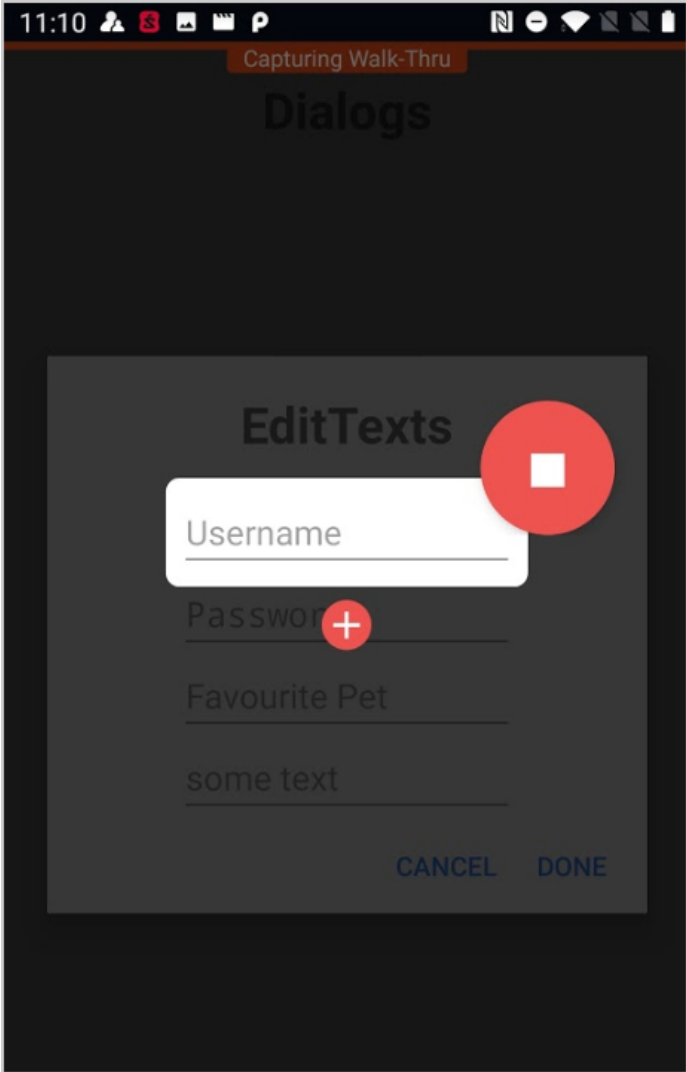 11:10
Capturing Walk-Thru
Dialogs
EditTexts
Username
Passwor
Favourite Pet
some text
CANCEL DONE